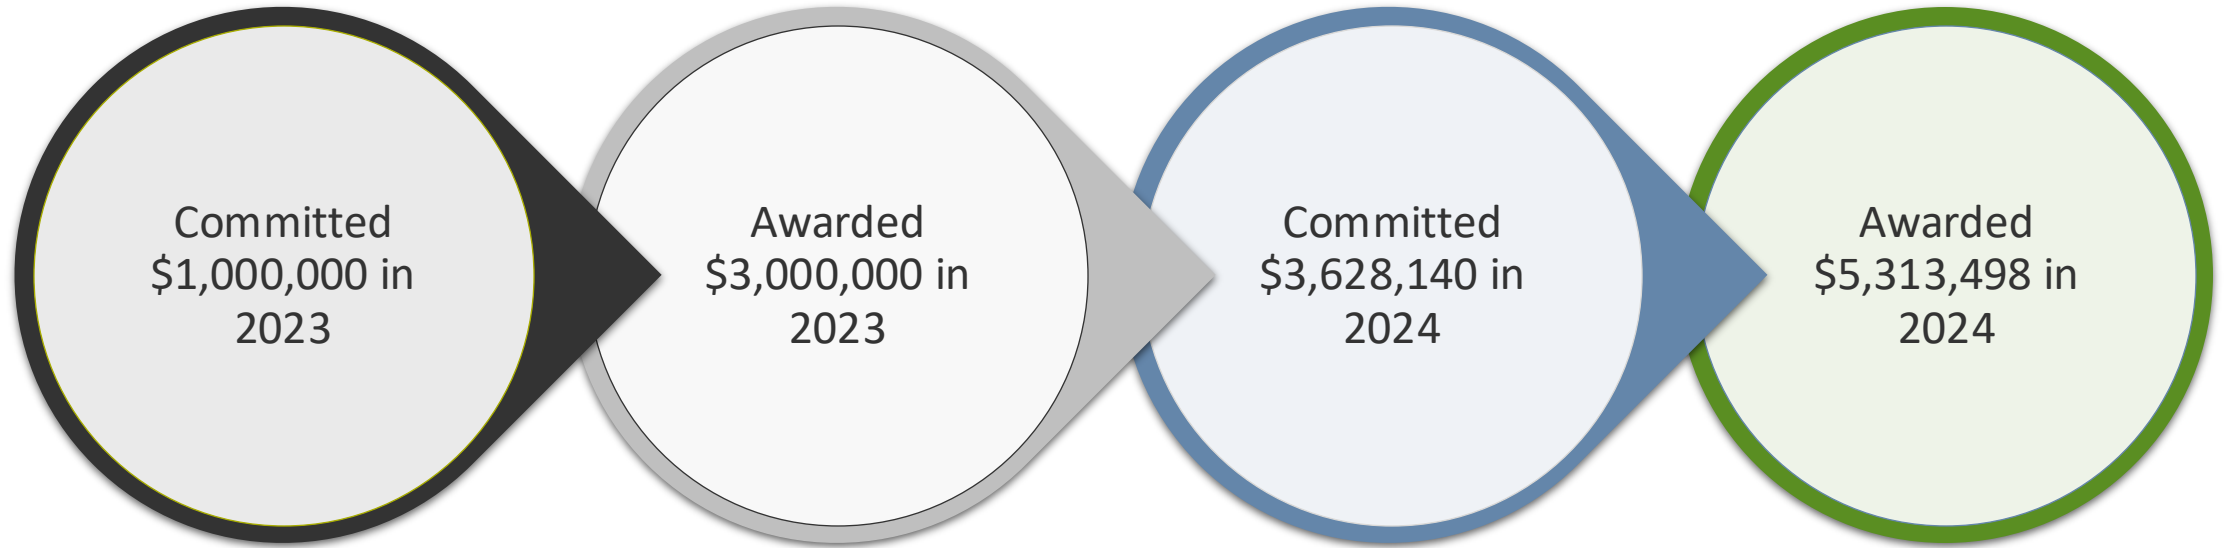 Committed
$1,000,000 in
2023
Awarded
$3,000,000 in
2023
Committed
$3,628,140 in
2024
Awarded
$5,313,498 in
2024